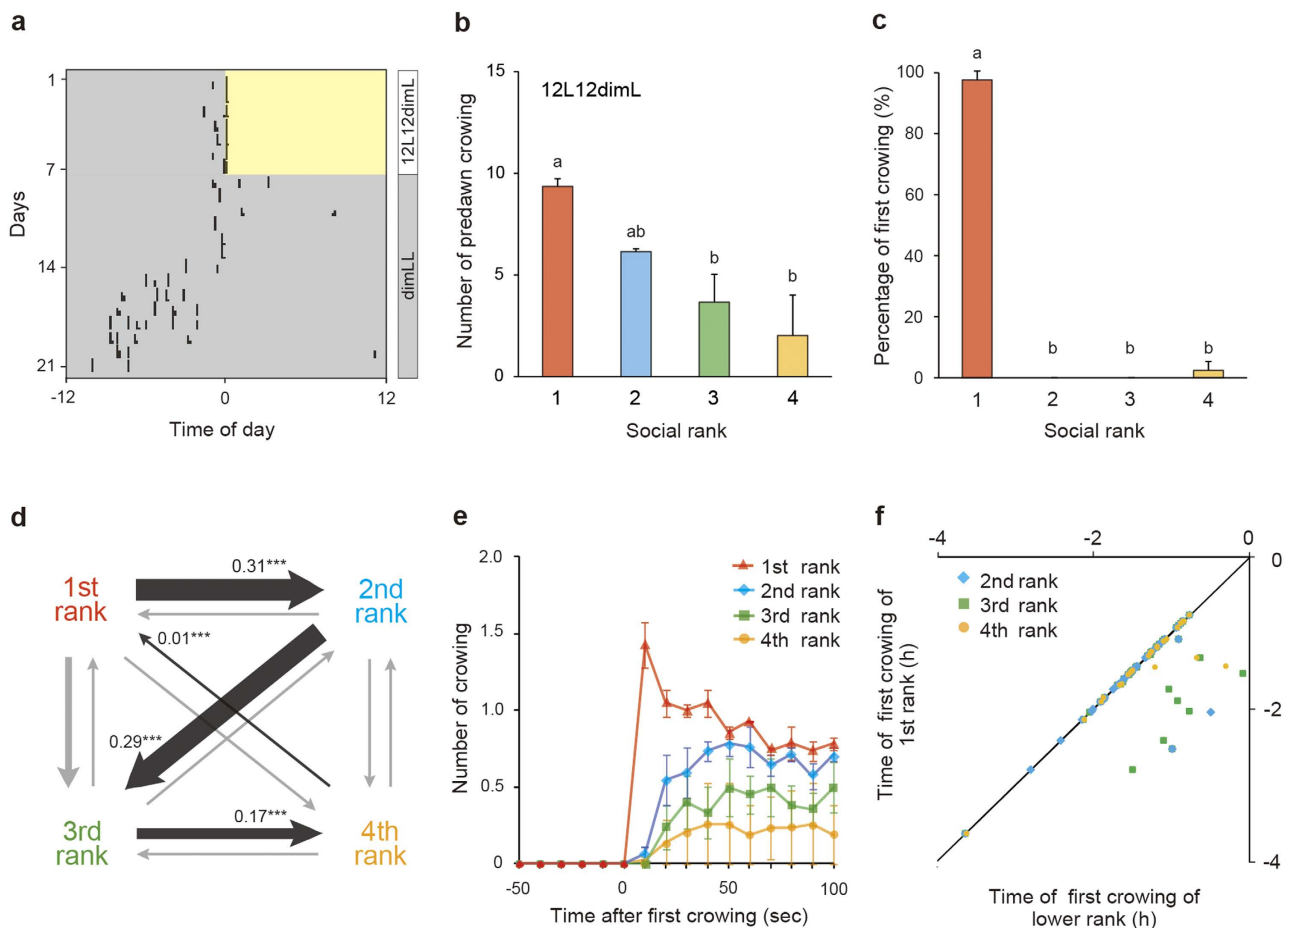 a
1
7
14
21
Days
12L12dimL
dimLL
-12
0
12
Time of day
b
15
10
5
0
Number of predawn crowing
12L12dimL
a
ab
b
b
1
2
3
4
Social rank
c
100
80
60
40
20
0
Percentage of first crowing (%)
a
b
b
b
1
2
3
4
Social rank
d
1st
rank
0.31***
2nd
rank
0.01***
0.29***
3rd
rank
0.17***
4th
rank
e
2.0
1.5
1.0
0.5
0
Number of crowing
1st rank
2nd rank
3rd rank
4th rank
-50
0
50
100
Time after first crowing (sec)
f
-4
-2
0
0
-2
-4
2nd rank
3rd rank
4th rank
Time of first crowing of
1st rank (h)
Time of first crowing of
lower rank (h)